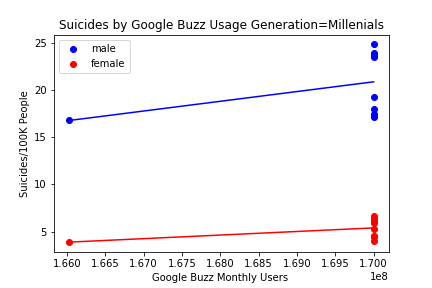 Suicides by Google Buzz Usage Generation=Millenials
male
female
Suicides/100K People
25
20
15
10
5
1.660 1.665 1.670 1.675 1.680 1.685 1.690 1.695 1.700
1e8
Google Buzz Monthly Users